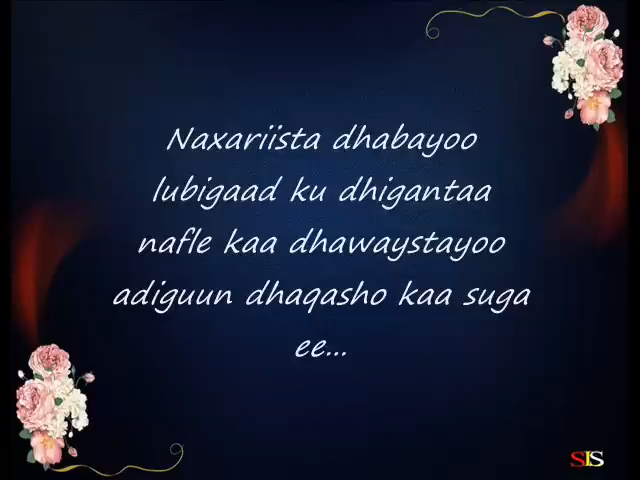 Naxariista dhabayoo
lubigaad ku dhigantaa
nafle kaa dhawaystayoo
adiguun dhaqasho kaa suga
ee...
SIS